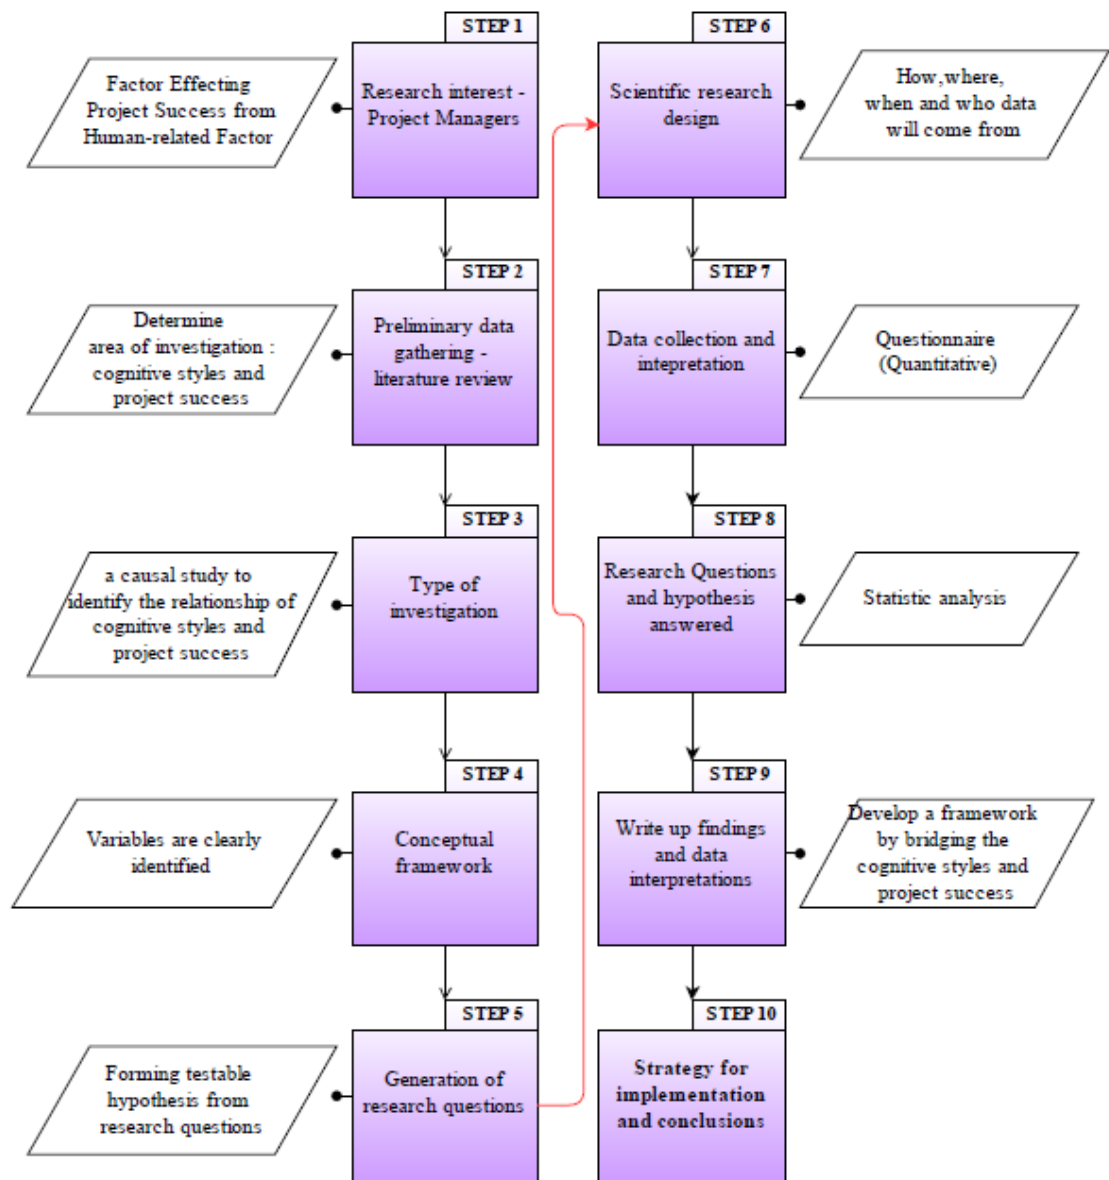 STEP 1
Factor Effecting
Project Success from
Human-related Factor
Research interest -
Project Managers
STEP 2
Determine
area of investigation :
cognitive styles and
project success
Preliminary data
gathering -
literature review
STEP 3
a causal study to
identify the relationship of
cognitive styles and
project success
Type of
investigation
STEP 4
Variables are clearly
identified
Conceptual
framework
STEP 5
Forming testable
hypothesis from
research questions
Generation of
research questions
STEP 6
Scientific research
design
How,where,
when and who data
will come from
STEP 7
Data collection and
intepretation
Questionnaire
(Quantitative)
STEP 8
Research Questions
and hypothesis
answered
Statistic analysis
STEP 9
Write up findings
and data
interpretations
Develop a framework
by bridging the
cognitive styles and
project success
STEP 10
Strategy for
implementation
and conclusions